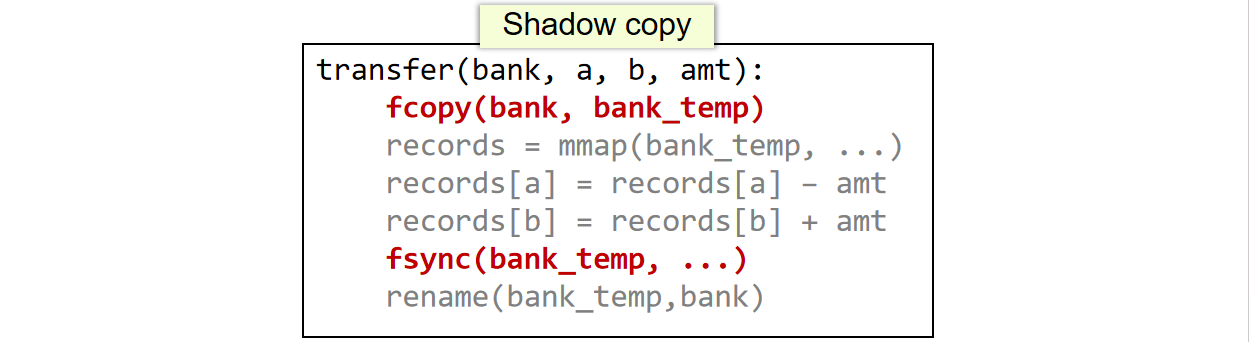 Shadow copy
transfer(bank, a, b, amt):
fcopy(bank, bank_temp)
records = mmap(bank_temp, ...)
records[a] = records[a] – amt
records[b] = records[b] + amt
fsync(bank_temp, ...)
rename(bank_temp,bank)